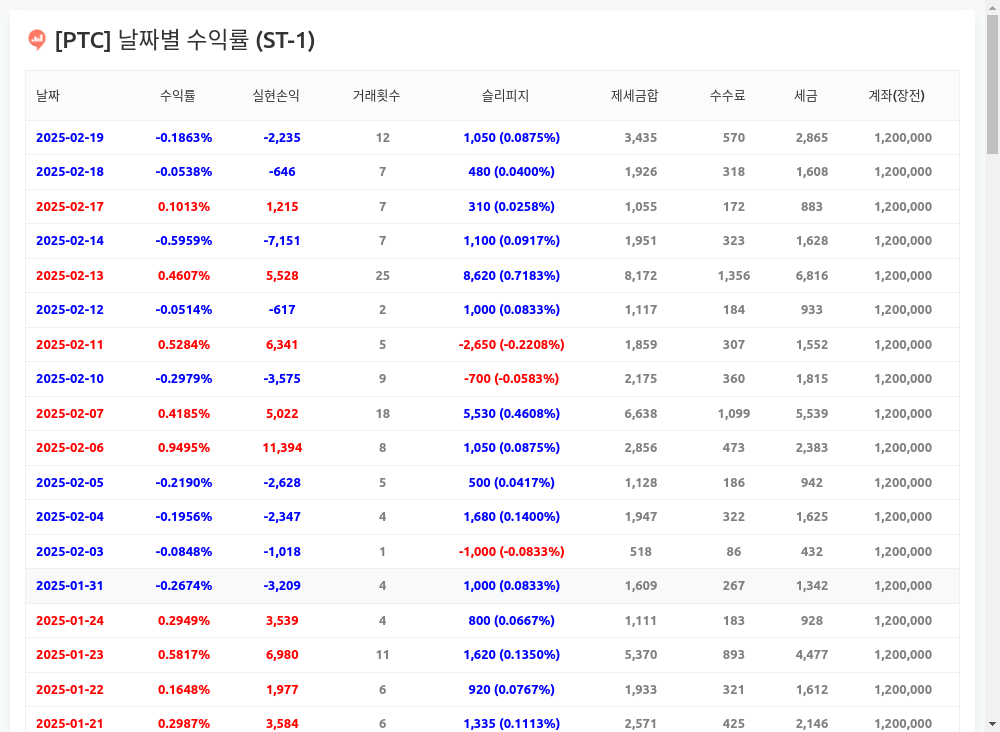 [PTC] 날짜별 수익률 (ST-1)
날짜 수익률 실현손익 거래횟수 슬리피지 제세금합 수수료 세금 계좌(장전)
2025-02-19 -0.1863% -2,235 12 1,050 (0.0875%) 3,435 570 2,865 1,200,000
2025-02-18 -0.0538% -646 7 480 (0.0400%) 1,926 318 1,608 1,200,000
2025-02-17 0.1013% 1,215 7 310 (0.0258%) 1,055 172 883 1,200,000
2025-02-14 -0.5959% -7,151 7 1,100 (0.0917%) 1,951 323 1,628 1,200,000
2025-02-13 0.4607% 5,528 25 8,620 (0.7183%) 8,172 1,356 6,816 1,200,000
2025-02-12 -0.0514% -617 2 1,000 (0.0833%) 1,117 184 933 1,200,000
2025-02-11 0.5284% 6,341 5 -2,650 (-0.2208%) 1,859 307 1,552 1,200,000
2025-02-10 -0.2979% -3,575 9 -700 (-0.0583%) 2,175 360 1,815 1,200,000
2025-02-07 0.4185% 5,022 18 5,530 (0.4608%) 6,638 1,099 5,539 1,200,000
2025-02-06 0.9495% 11,394 8 1,050 (0.0875%) 2,856 473 2,383 1,200,000
2025-02-05 -0.2190% -2,628 5 500 (0.0417%) 1,128 186 942 1,200,000
2025-02-04 -0.1956% -2,347 4 1,680 (0.1400%) 1,947 322 1,625 1,200,000
2025-02-03 -0.0848% -1,018 1 -1,000 (-0.0833%) 518 86 432 1,200,000
2025-01-31 -0.2674% -3,209 4 1,000 (0.0833%) 1,609 267 1,342 1,200,000
2025-01-24 0.2949% 3,539 4 800 (0.0667%) 1,111 183 928 1,200,000
2025-01-23 0.5817% 6,980 11 1,620 (0.1350%) 5,370 893 4,477 1,200,000
2025-01-22 0.1648% 1,977 6 920 (0.0767%) 1,933 321 1,612 1,200,000
2025-01-21 0.2987% 3,584 6 1,335 (0.1113%) 2,571 425 2,146 1,200,000